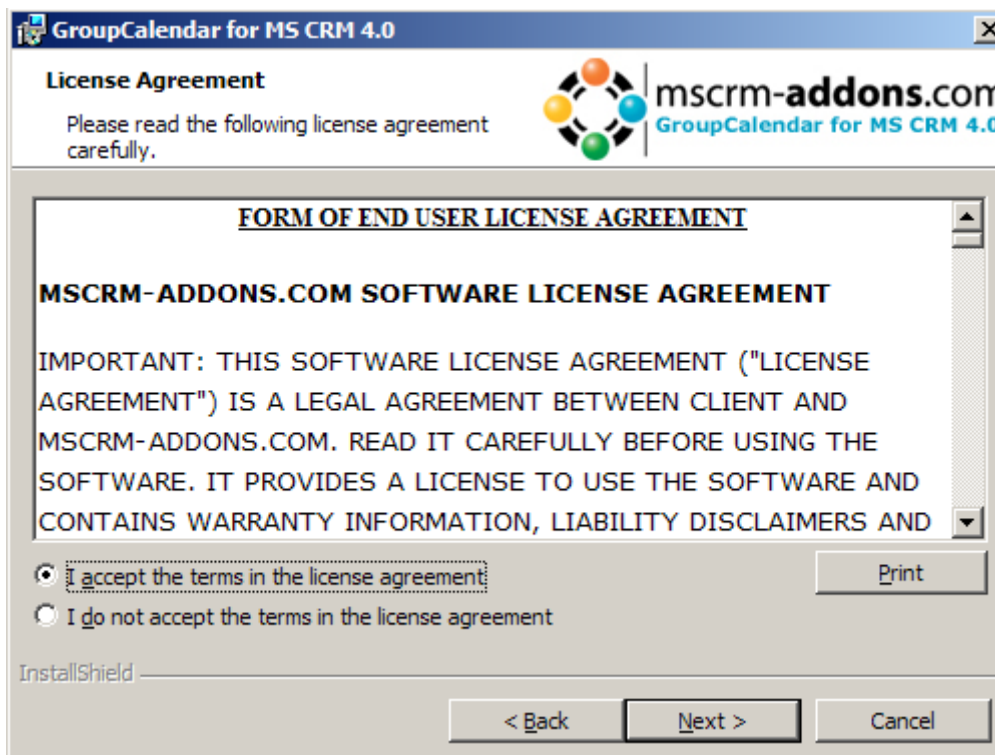 GroupCalendar for MS CRM 4.0
License Agreement
Please read the following license agreement
carefully.
mscrm-addons.com
GroupCalendar for MS CRM 4.0
FORM OF END USER LICENSE AGREEMENT
MSCRM-ADDONS.COM SOFTWARE LICENSE AGREEMENT
IMPORTANT: THIS SOFTWARE LICENSE AGREEMENT ("LICENSE
AGREEMENT") IS A LEGAL AGREEMENT BETWEEN CLIENT AND
MSCRM-ADDONS.COM. READ IT CAREFULLY BEFORE USING THE
SOFTWARE. IT PROVIDES A LICENSE TO USE THE SOFTWARE AND
CONTAINS WARRANTY INFORMATION, LIABILITY DISCLAIMERS AND
I accept the terms in the license agreement
Print
I do not accept the terms in the license agreement
InstallShield
< Back
Next >
Cancel